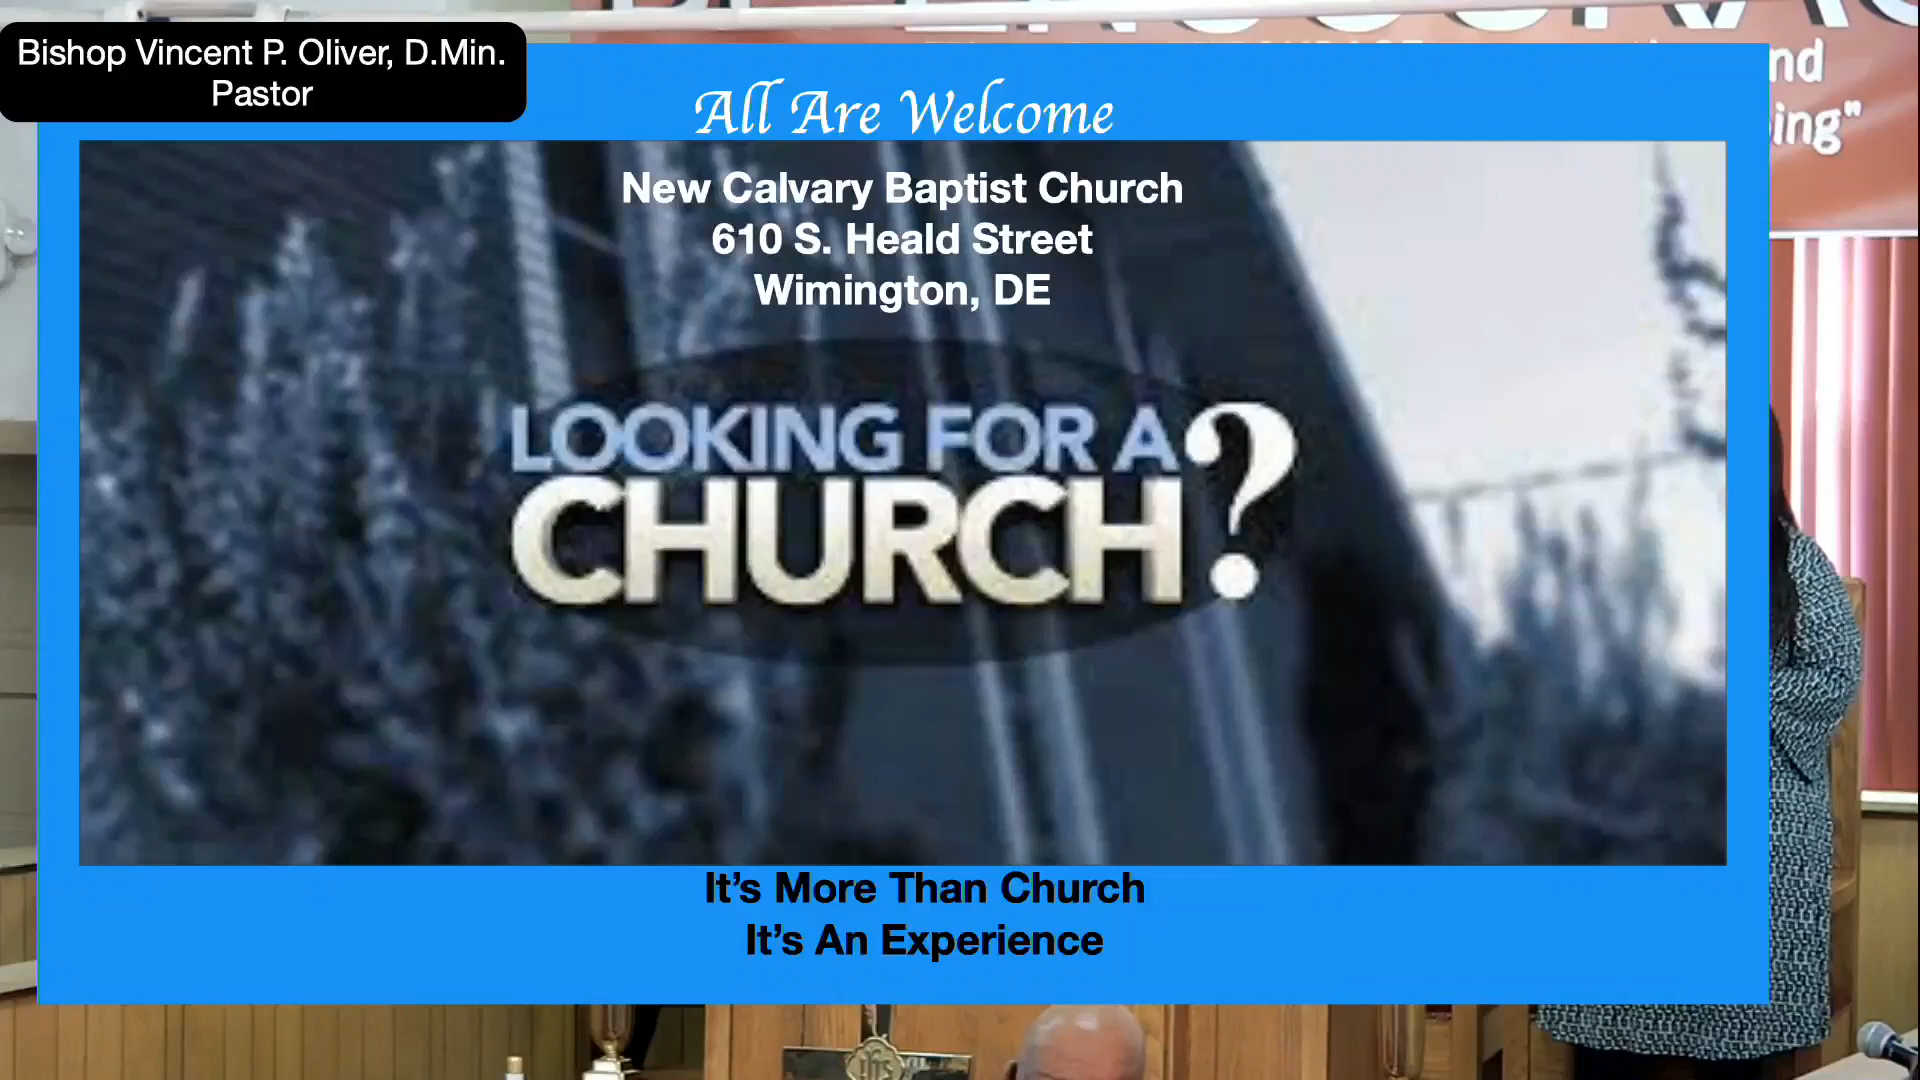 Bishop Vincent P. Oliver, D.Min.
Pastor
All Are Welcome
New Calvary Baptist Church
610 S. Heald Street
Wimington, DE
LOOKING FOR A
CHURCH?
It's More Than Church
It's An Experience